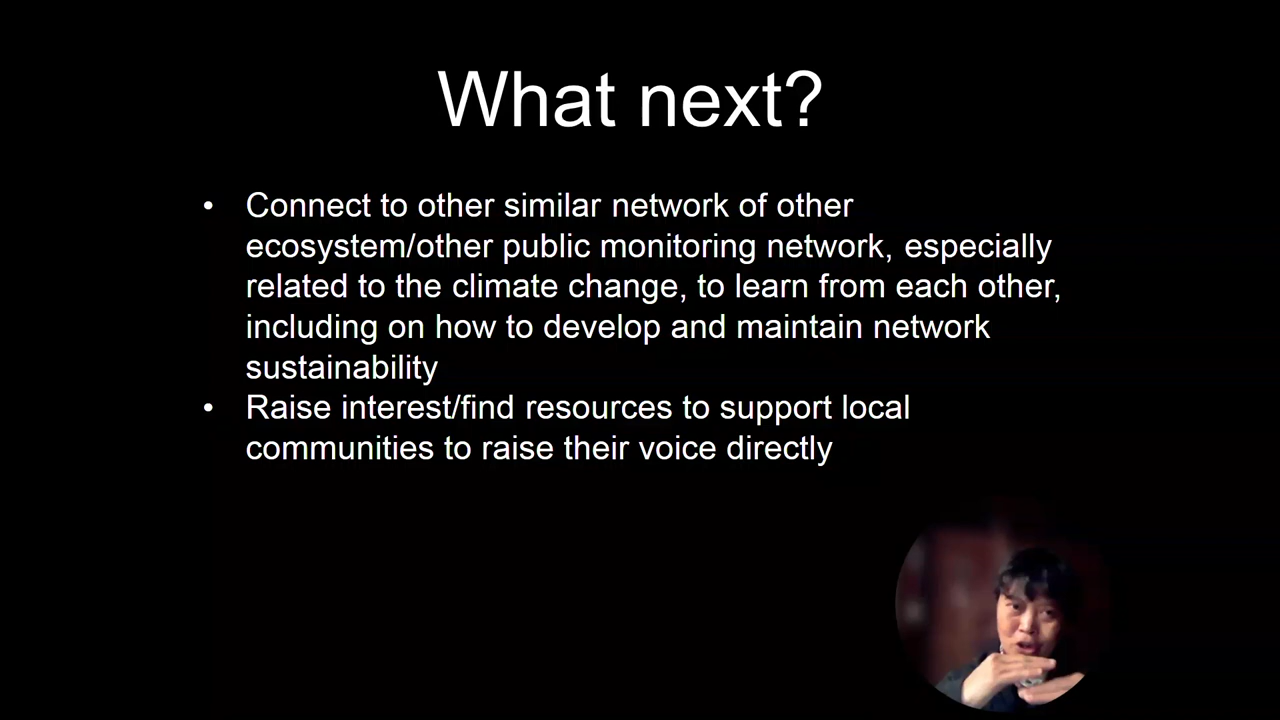 What next?
• Connect to other similar network of other
ecosystem/other public monitoring network, especially
related to the climate change, to learn from each other,
including on how to develop and maintain network
sustainability
• Raise interest/find resources to support local
communities to raise their voice directly